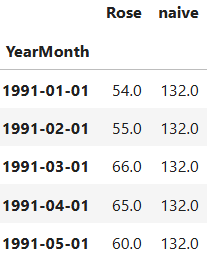 Rose naive
YearMonth
1991-01-01 54.0 132.0
1991-02-01 55.0 132.0
1991-03-01 66.0 132.0
1991-04-01 65.0 132.0
1991-05-01 60.0 132.0